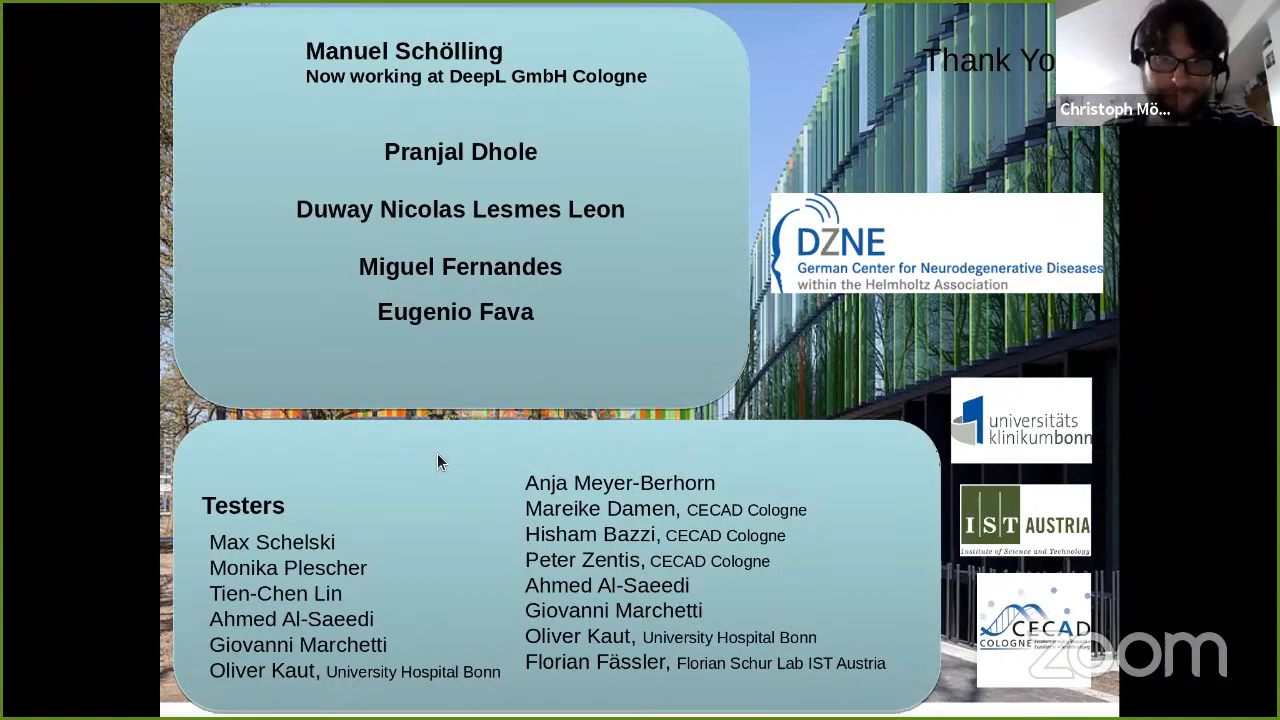 Manuel Schölling
Now working at DeepL GmbH Cologne
Pranjal Dhole
Duway Nicolas Lesmes Leon
Miguel Fernandes
Eugenio Fava
Thank Yo
Christoph Mö...
DZNE
German Center for Neurodegenerative Diseases
within the Helmholtz Association
universitäts
klinikumbonn
IST AUSTRIA
Institute of Science and Technology
CECAD
COLOGNE
zoom
Testers
Max Schelski
Monika Plescher
Tien-Chen Lin
Ahmed Al-Saeedi
Giovanni Marchetti
Oliver Kaut, University Hospital Bonn
Anja Meyer-Berhorn
Mareike Damen, CECAD Cologne
Hisham Bazzi, CECAD Cologne
Peter Zentis, CECAD Cologne
Ahmed Al-Saeedi
Giovanni Marchetti
Oliver Kaut, University Hospital Bonn
Florian Fässler, Florian Schur Lab IST Austria